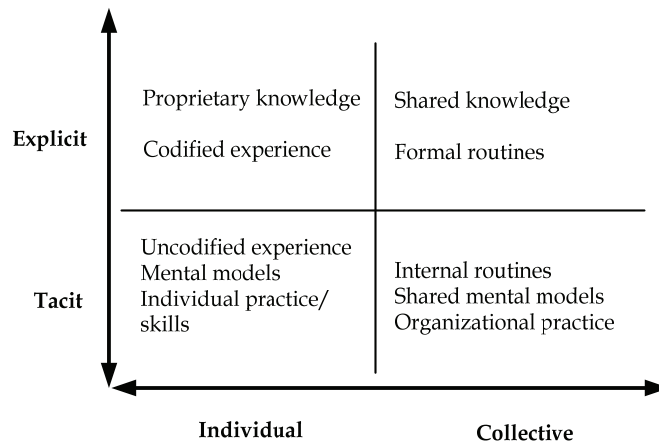 Explicit
Proprietary knowledge
Codified experience
Shared knowledge
Formal routines
Tacit
Uncodified experience
Mental models
Individual practice/
skills
Internal routines
Shared mental models
Organizational practice
Individual
Collective